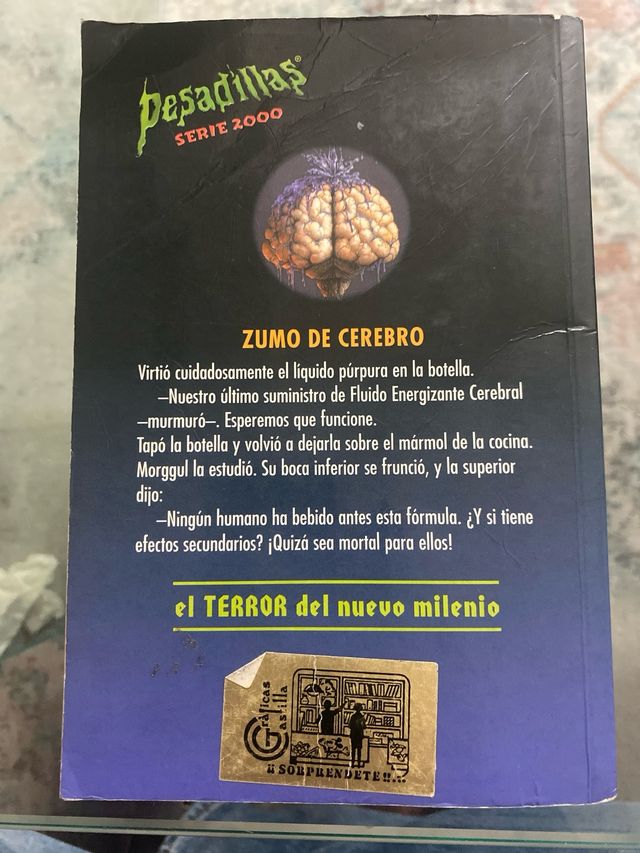 Pesadillas®
SERIE 2000
ZUMO DE CEREBRO
Virtió cuidadosamente el líquido púrpura en la botella.
—Nuestro último suministro de Fluido Energizante Cerebral
—murmuró—. Esperemos que funcione.
Tapó la botella y volvió a dejarla sobre el mármol de la cocina.
Morggul la estudió. Su boca inferior se frunció, y la superior
dijo:
—Ningún humano ha bebido antes esta fórmula. ¿Y si tiene
efectos secundarios? ¡Quizá sea mortal para ellos!
el TERROR del nuevo milenio
Gráficas
Castilla
¡¡SORPRENDETE!!...